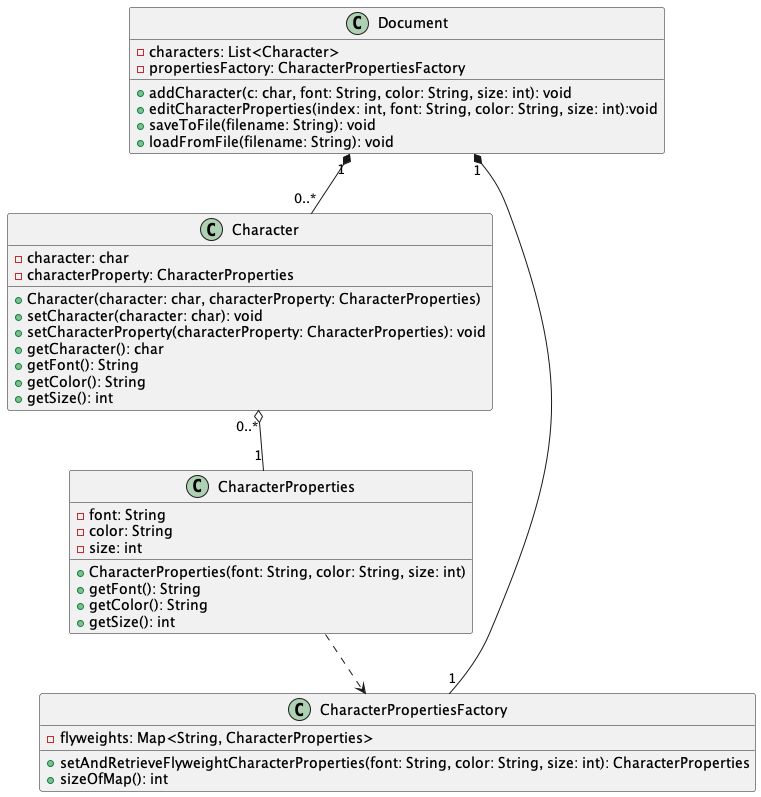 C Document
characters: List<Character>
propertiesFactory: CharacterPropertiesFactory
addCharacter(c: char, font: String, color: String, size: int): void
editCharacterProperties(index: int, font: String, color: String, size: int):void
saveToFile(filename: String): void
loadFromFile(filename: String): void
1
1
0..*
C Character
character: char
characterProperty: CharacterProperties
Character(character: char, characterProperty: CharacterProperties)
setCharacter(character: char): void
setCharacterProperty(characterProperty: CharacterProperties): void
getCharacter(): char
getFont(): String
getColor(): String
getSize(): int
0..*
1
C CharacterProperties
font: String
color: String
size: int
CharacterProperties(font: String, color: String, size: int)
getFont(): String
getColor(): String
getSize(): int
1
C CharacterPropertiesFactory
flyweights: Map<String, CharacterProperties>
setAndRetrieveFlyweightCharacterProperties(font: String, color: String, size: int): CharacterProperties
sizeOfMap(): int